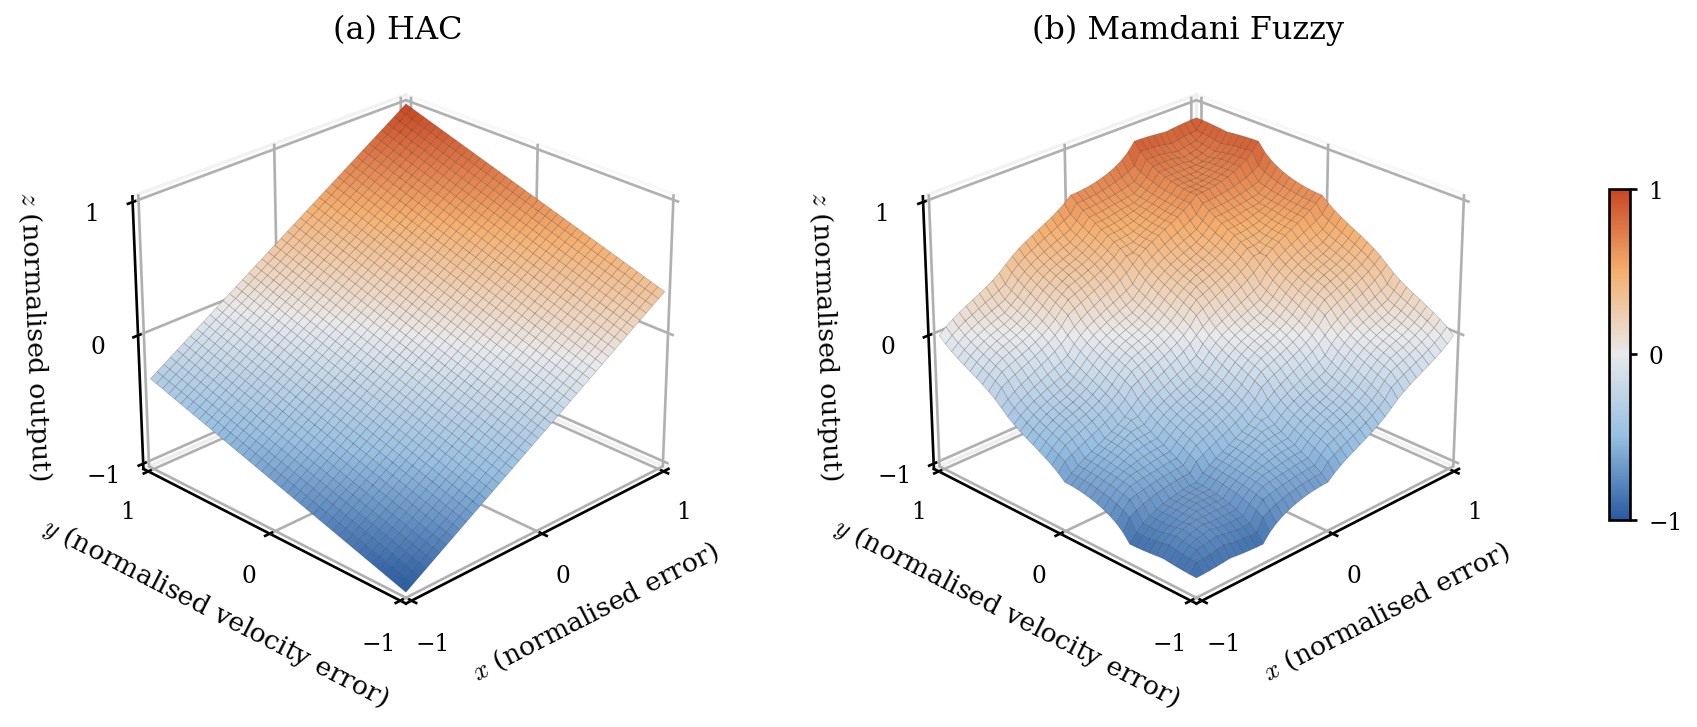 (a) HAC
(b) Mamdani Fuzzy
z (normalised output)
1
0
−1
1
0
−1
y (normalised velocity error)
−1
0
1
x (normalised error)
z (normalised output)
1
0
−1
1
0
−1
y (normalised velocity error)
−1
0
1
x (normalised error)
1
0
−1